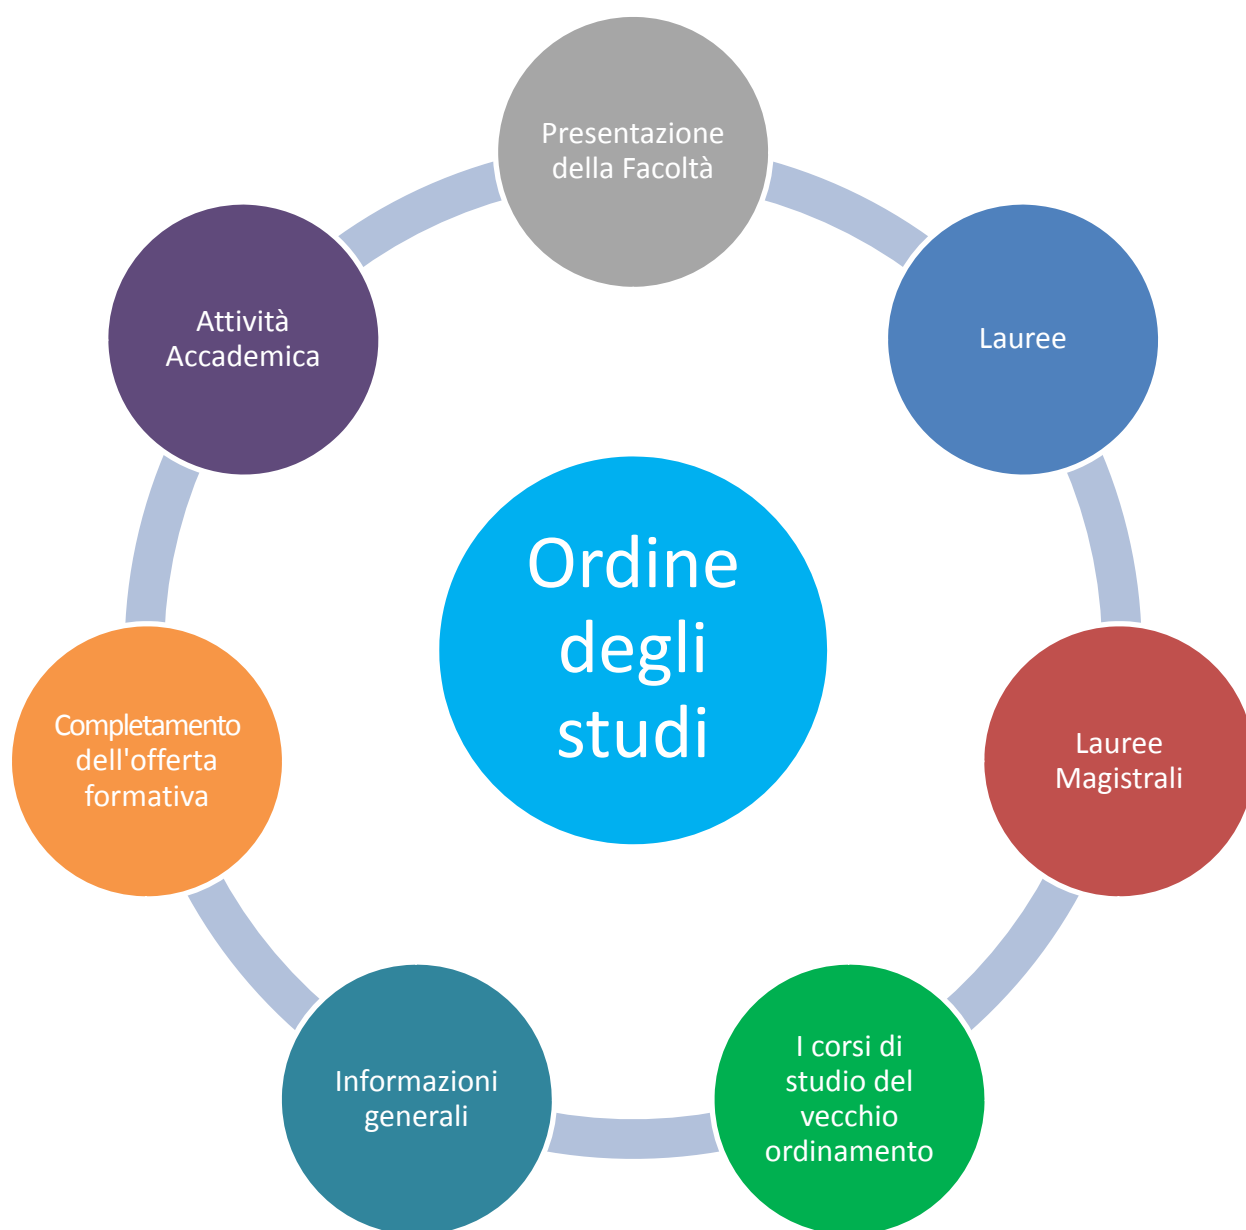 Presentazione
della Facoltà
Lauree
Lauree
Magistrali
I corsi di
studio del
vecchio
ordinamento
Informazioni
generali
Completamento
dell'offerta
formativa
Attività
Accademica
Ordine
degli
studi